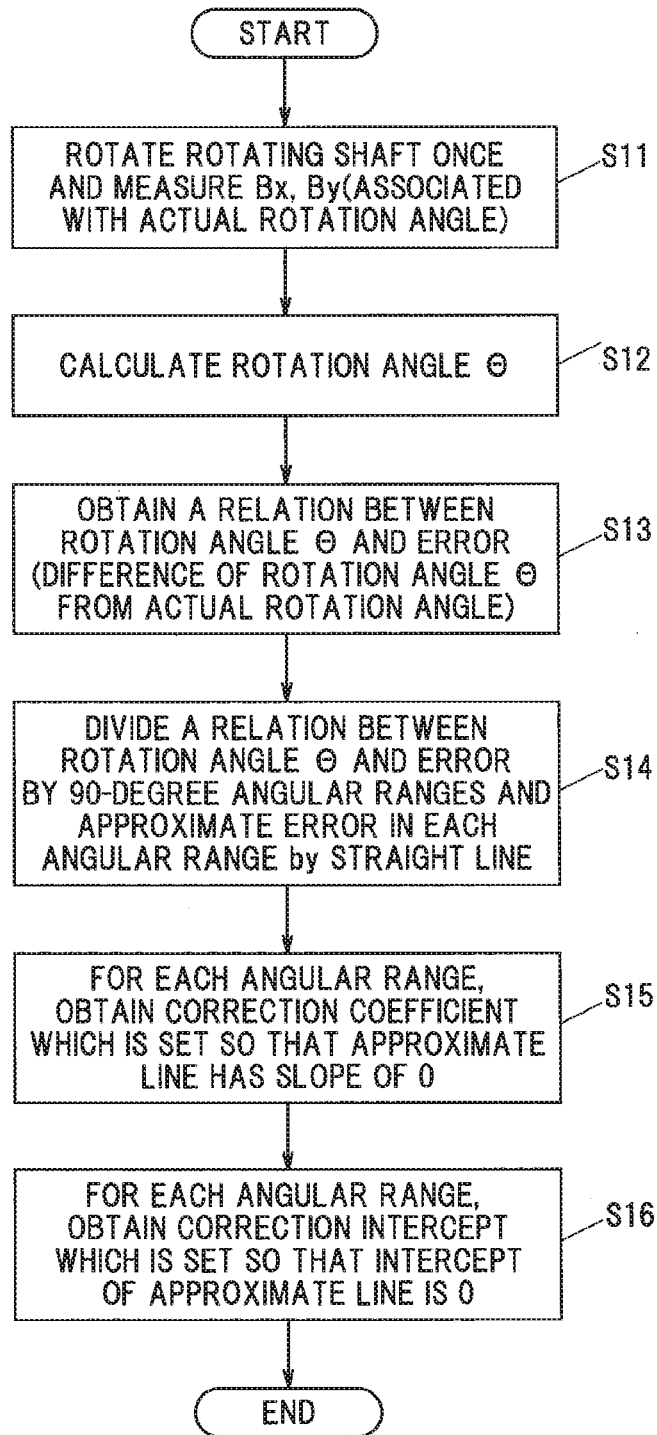 START
ROTATE ROTATING SHAFT ONCE
AND MEASURE Bx, By(ASSOCIATED
WITH ACTUAL ROTATION ANGLE)
S11
CALCULATE ROTATION ANGLE Θ
S12
OBTAIN A RELATION BETWEEN
ROTATION ANGLE Θ AND ERROR
(DIFFERENCE OF ROTATION ANGLE Θ
FROM ACTUAL ROTATION ANGLE)
S13
DIVIDE A RELATION BETWEEN
ROTATION ANGLE Θ AND ERROR
BY 90-DEGREE ANGULAR RANGES AND
APPROXIMATE ERROR IN EACH
ANGULAR RANGE by STRAIGHT LINE
S14
FOR EACH ANGULAR RANGE,
OBTAIN CORRECTION COEFFICIENT
WHICH IS SET SO THAT APPROXIMATE
LINE HAS SLOPE OF 0
S15
FOR EACH ANGULAR RANGE,
OBTAIN CORRECTION INTERCEPT
WHICH IS SET SO THAT INTERCEPT
OF APPROXIMATE LINE IS 0
S16
END